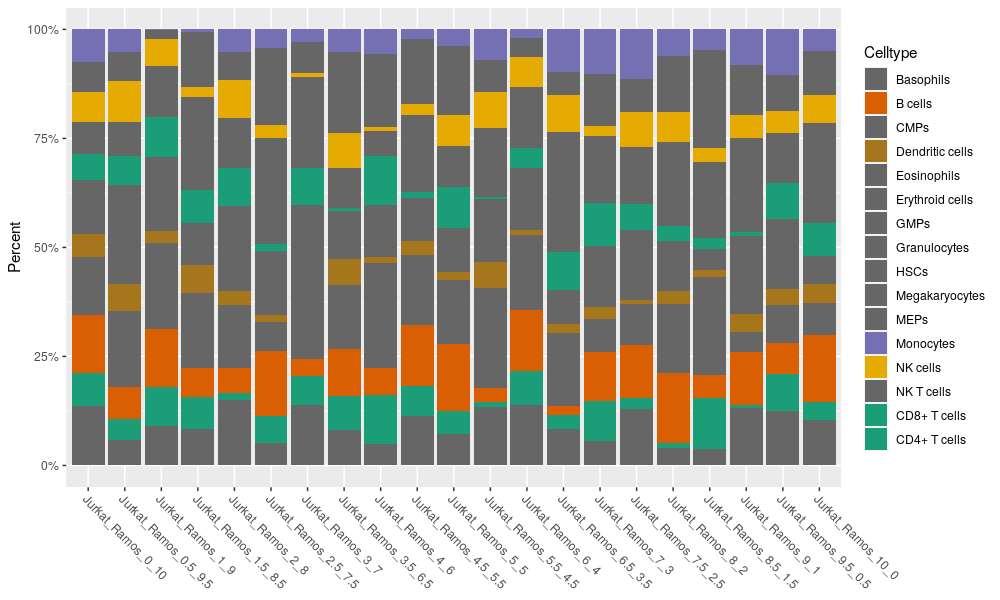 100%
75%
50%
25%
0%
Percent
Jurkat_Ramos_0_10
Jurkat_Ramos_0.5_9.5
Jurkat_Ramos_1_9
Jurkat_Ramos_1.5_8.5
Jurkat_Ramos_2_8
Jurkat_Ramos_2.5_7.5
Jurkat_Ramos_3_7
Jurkat_Ramos_3.5_6.5
Jurkat_Ramos_4_6
Jurkat_Ramos_4.5_5.5
Jurkat_Ramos_5_5
Jurkat_Ramos_5.5_4.5
Jurkat_Ramos_6_4
Jurkat_Ramos_6.5_3.5
Jurkat_Ramos_7_3
Jurkat_Ramos_7.5_2.5
Jurkat_Ramos_8_2
Jurkat_Ramos_8.5_1.5
Jurkat_Ramos_9_1
Jurkat_Ramos_9.5_0.5
Jurkat_Ramos_10_0
Celltype
Basophils
B cells
CMPs
Dendritic cells
Eosinophils
Erythroid cells
GMPs
Granulocytes
HSCs
Megakaryocytes
MEPs
Monocytes
NK cells
NK T cells
CD8+ T cells
CD4+ T cells